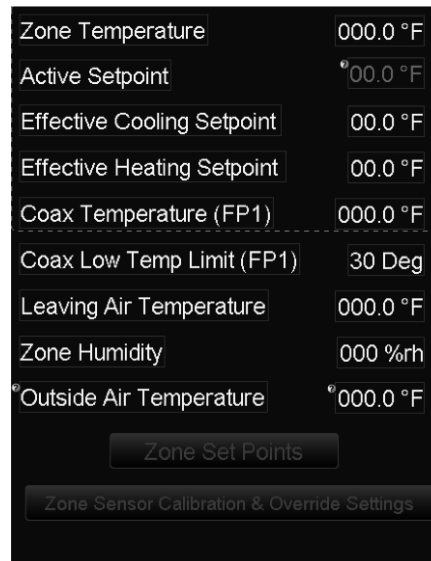 Zone Temperature 000.0 °F
Active Setpoint 00.0 °F
Effective Cooling Setpoint 00.0 °F
Effective Heating Setpoint 00.0 °F
Coax Temperature (FP1) 000.0 °F
Coax Low Temp Limit (FP1) 30 Deg
Leaving Air Temperature 000.0 °F
Zone Humidity 000 %rh
Outside Air Temperature 000.0 °F
Zone Set Points
Zone Sensor Calibration & Override Settings